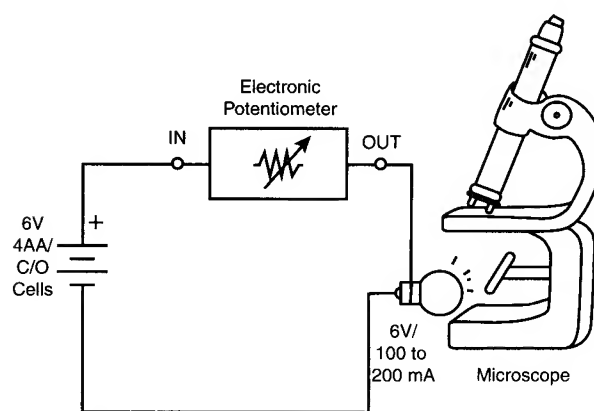 Electronic
Potentiometer
IN
OUT
+
6V
4AA/
C/O
Cells
6V/
100 to
200 mA
Microscope